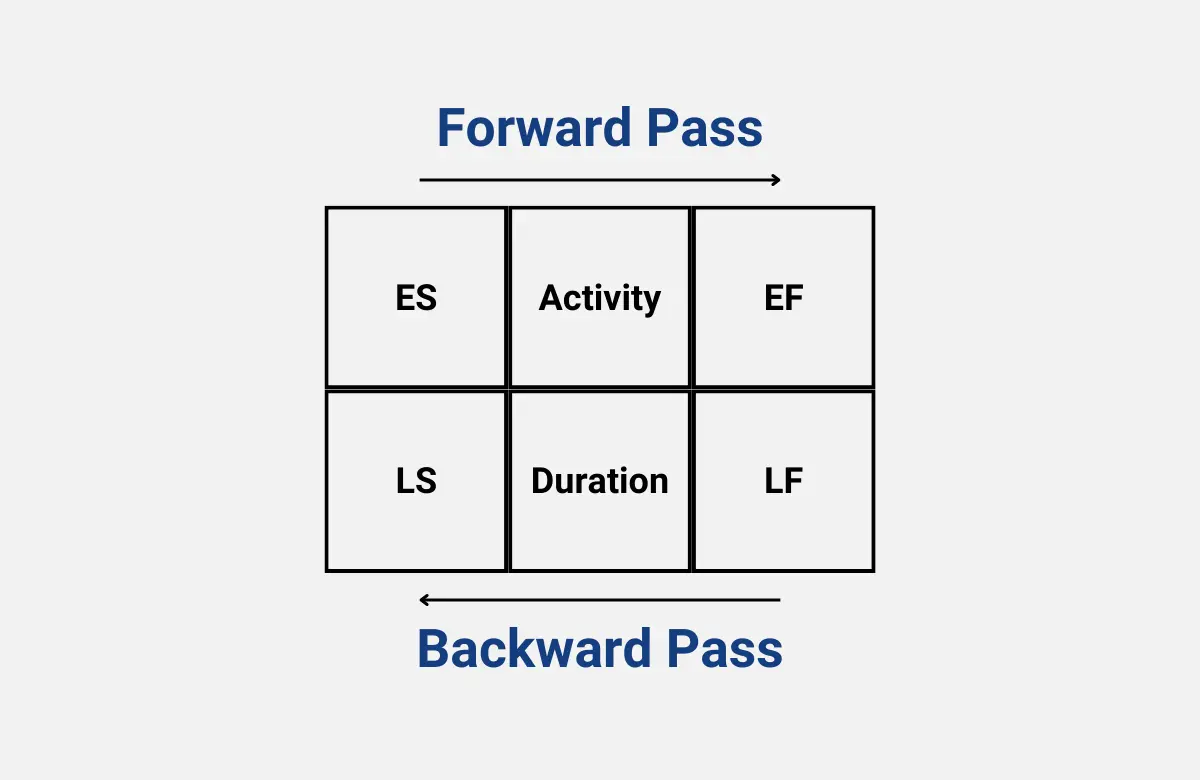 Forward Pass
ES Activity EF
LS Duration LF
Backward Pass